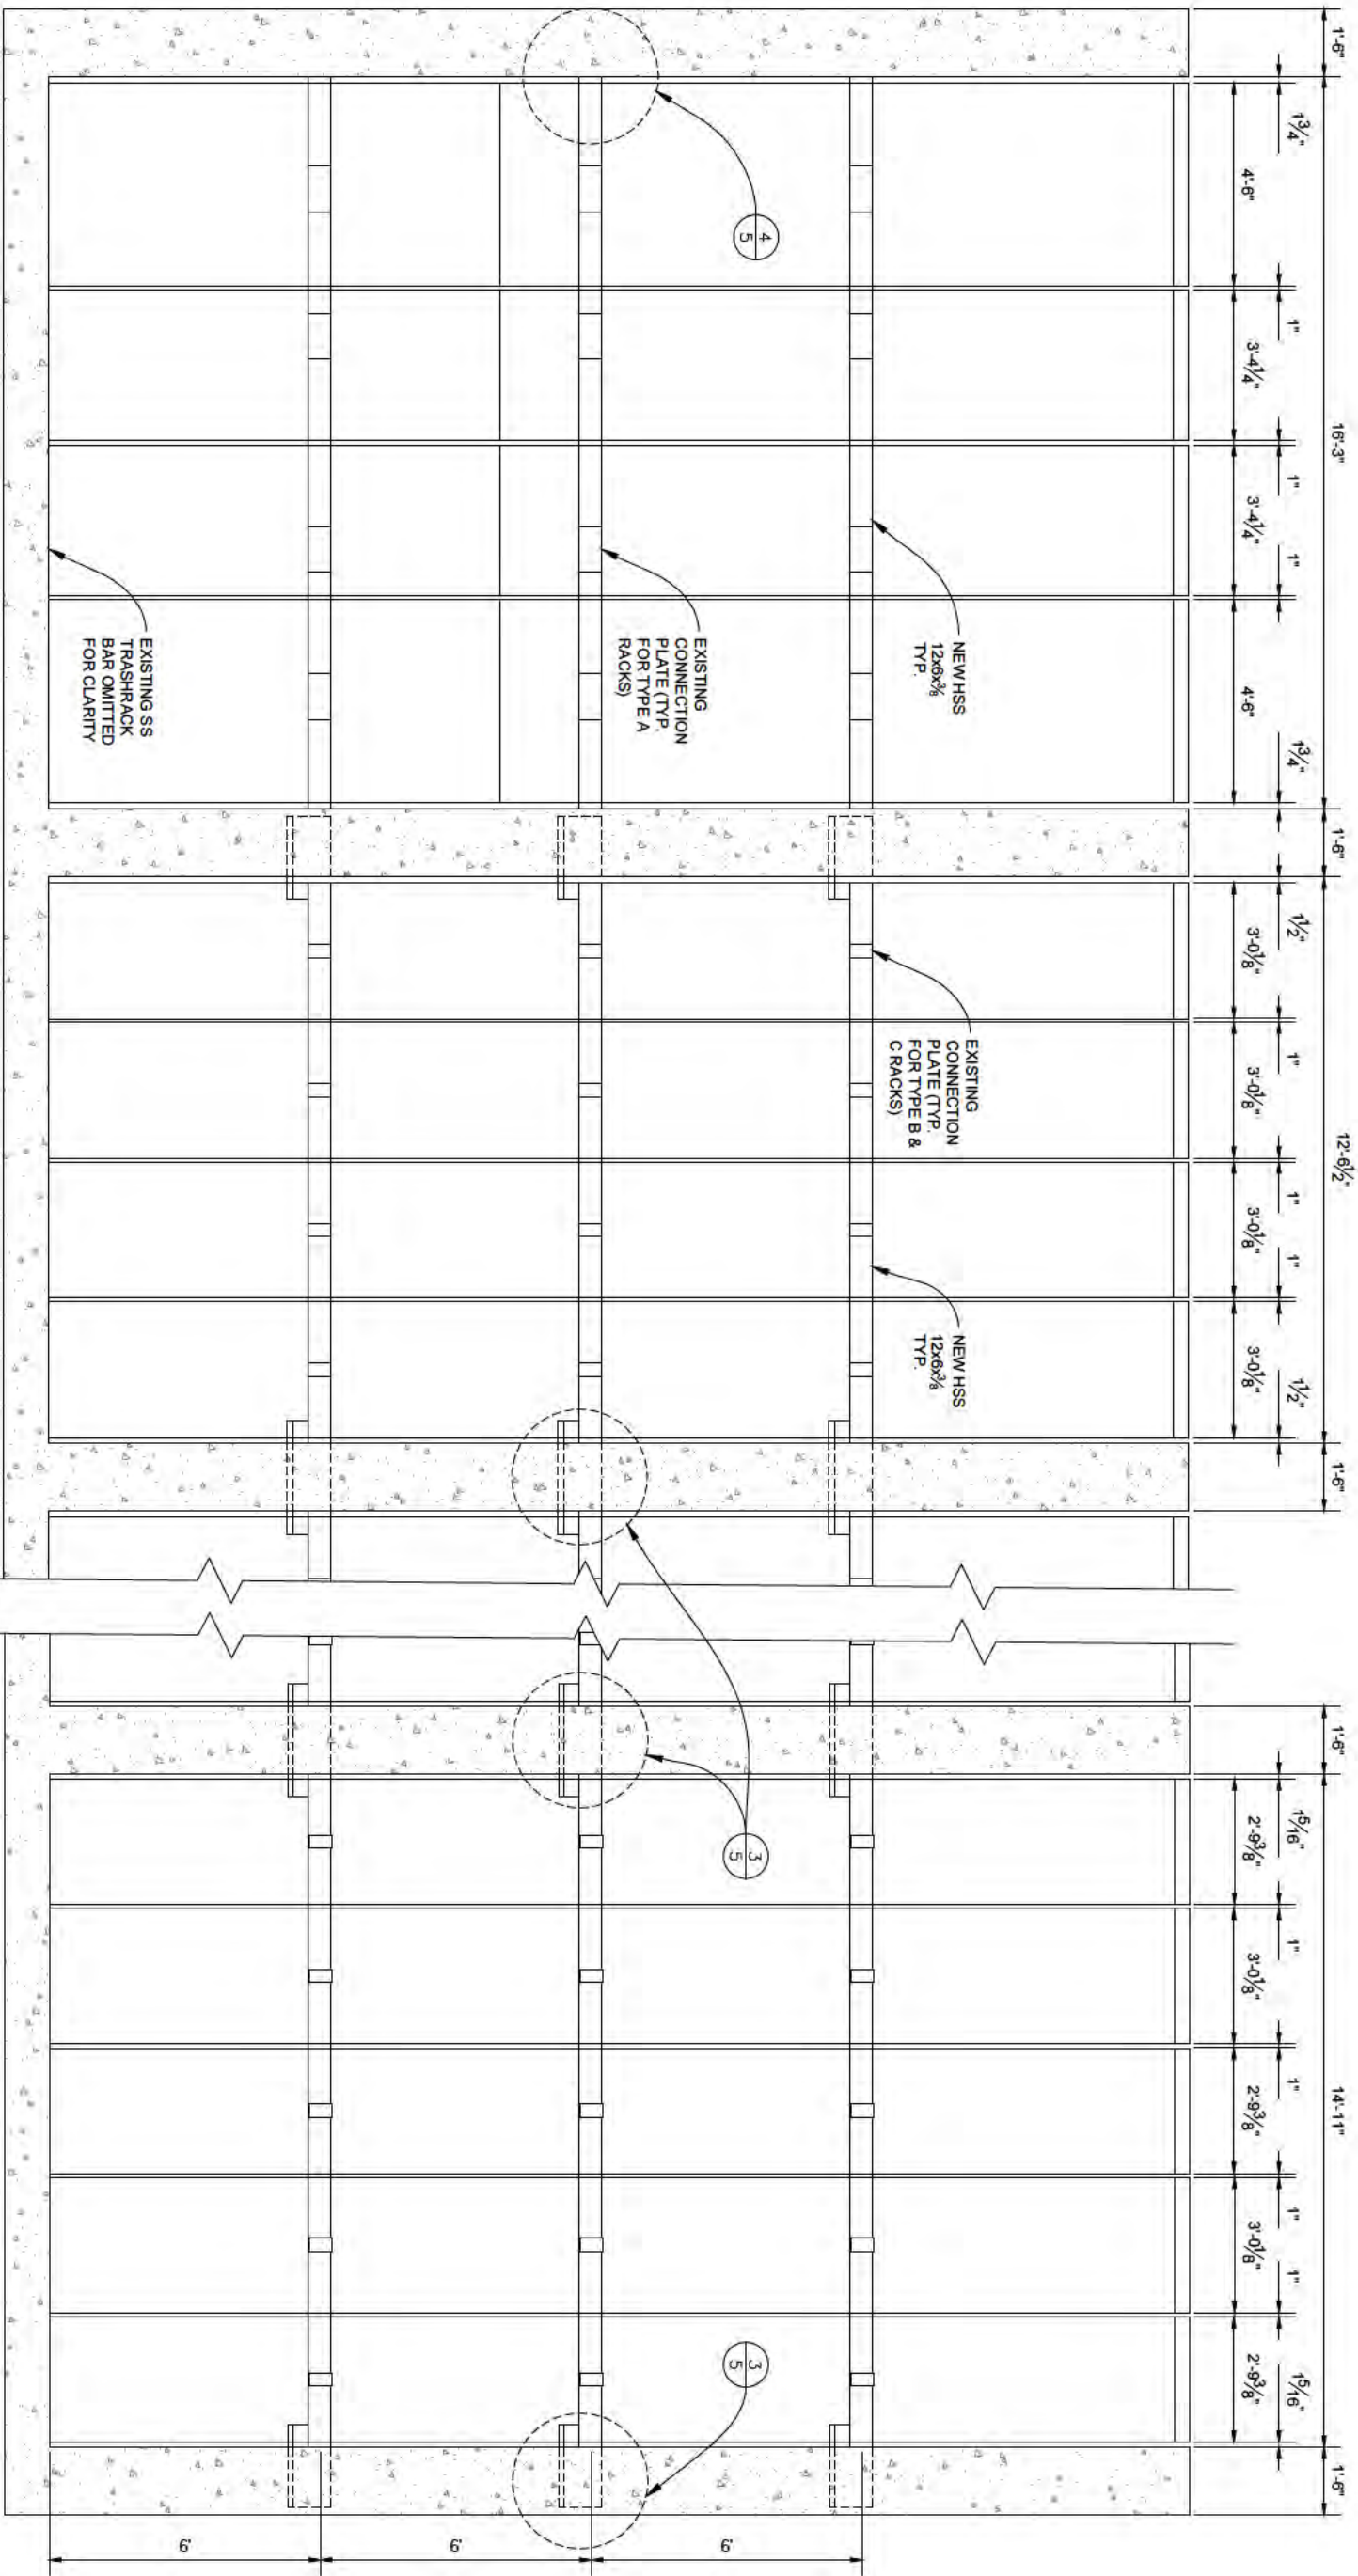 1'-6"
16'-3"
1'-6"
12'-6½"
1'-6"
1'-6"
14'-11"
1'-6"
1¾"
1"
1"
1"
1¾"
1½"
1"
1"
1"
1½"
1⁵⁄₁₆"
1"
1"
1"
1"
1⁵⁄₁₆"
4'-6"
3'-4¼"
3'-4¼"
4'-6"
3'-0⅛"
3'-0⅛"
3'-0⅛"
3'-0⅛"
2'-9⅜"
3'-0⅛"
2'-9⅜"
3'-0⅛"
2'-9⅜"
4
5
NEW HSS
12x6x⅜
TYP.
EXISTING
CONNECTION
PLATE (TYP.
FOR TYPE A
RACKS)
EXISTING SS
TRASHRACK
BAR OMITTED
FOR CLARITY
EXISTING
CONNECTION
PLATE (TYP.
FOR TYPE B &
C RACKS)
NEW HSS
12x6x⅜
TYP.
3
5
3
5
6'
6'
6'